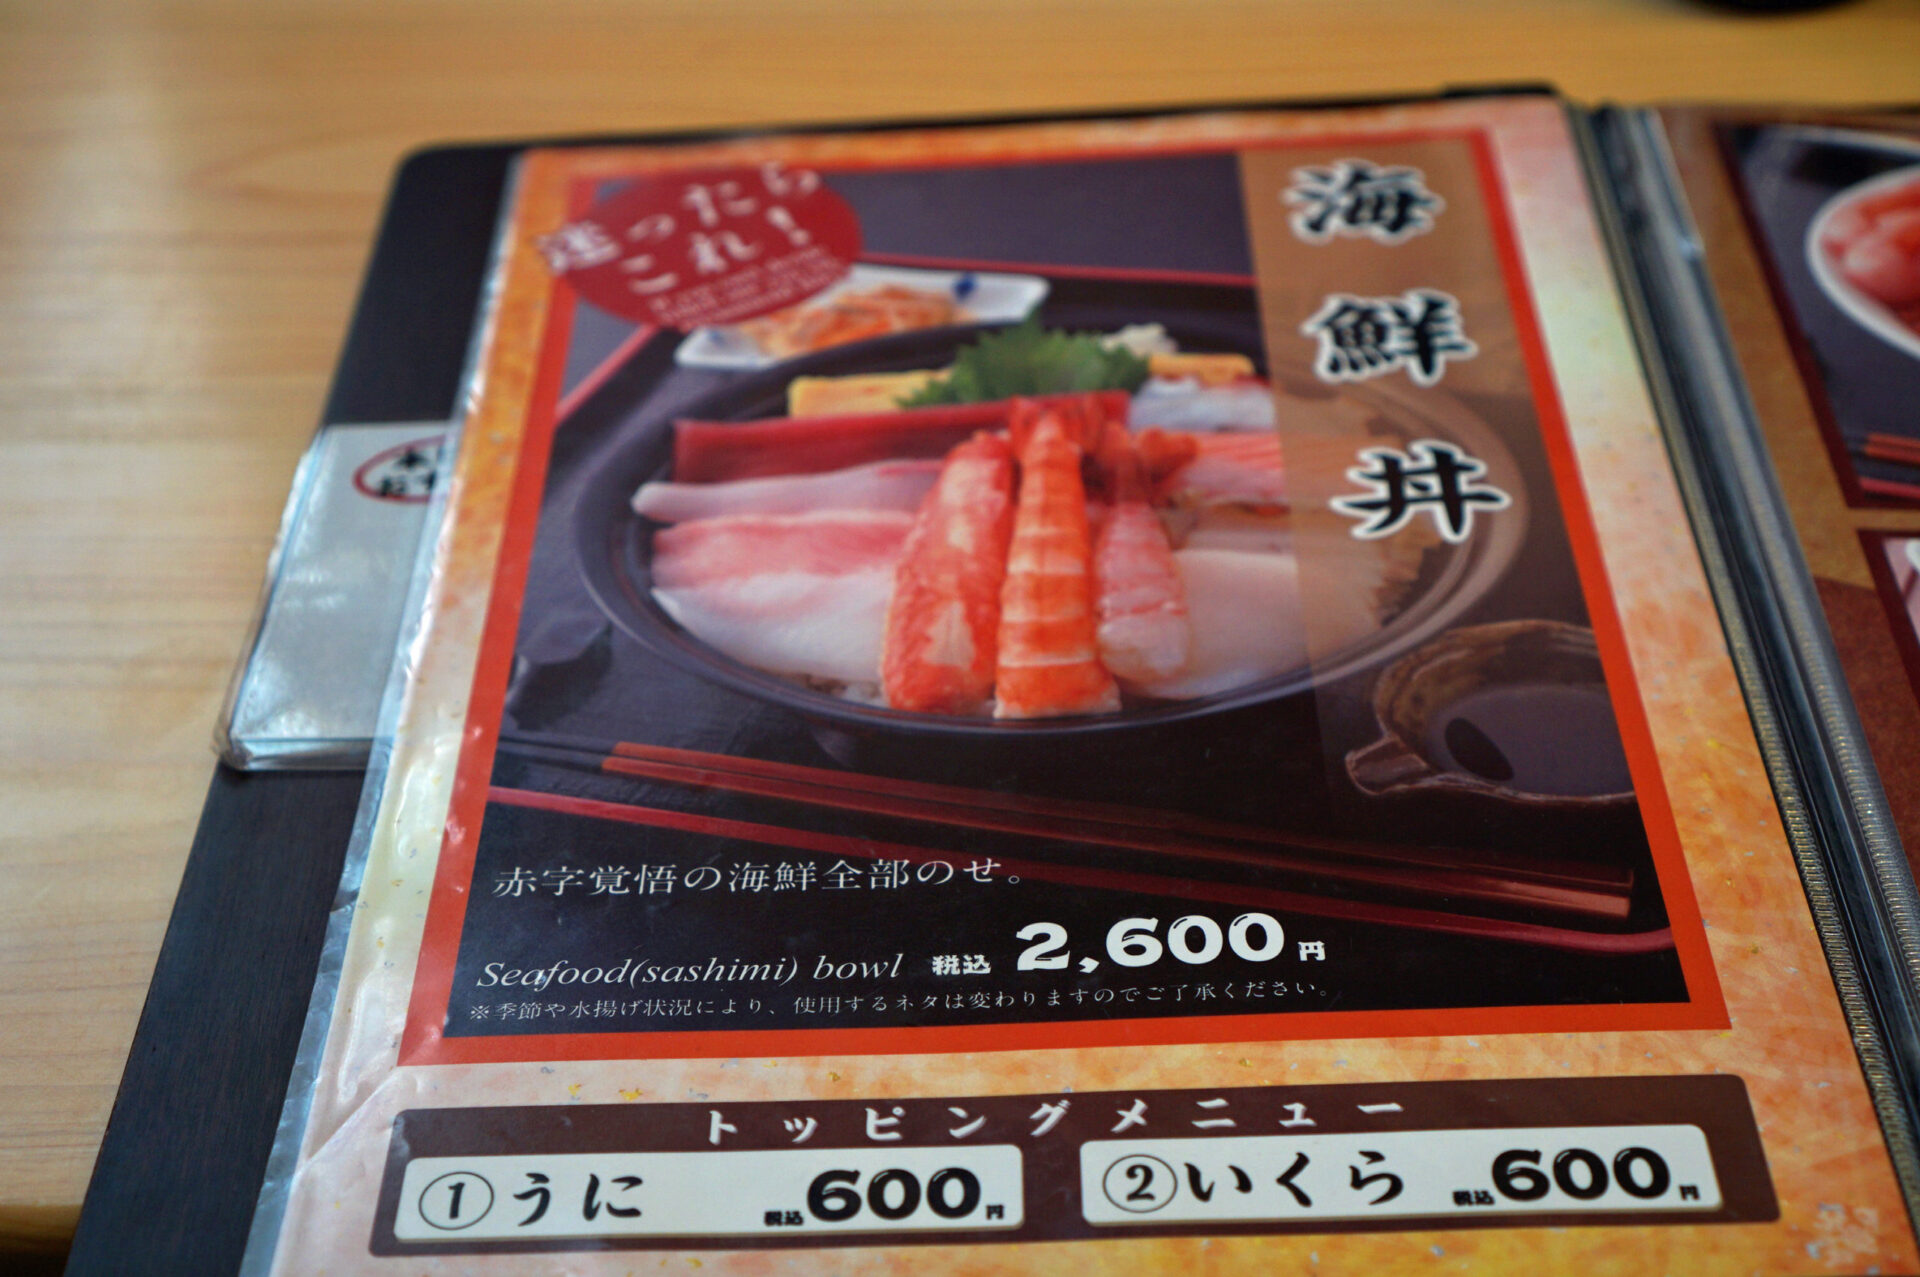 迷ったら
これ！
海鮮丼
赤字覚悟の海鮮全部のせ。
Seafood(sashimi) bowl 税込 2,600円
※季節や水揚げ状況により、使用するネタは変わりますのでご了承ください。
トッピングメニュー
①うに 税込600円
②いくら 税込600円